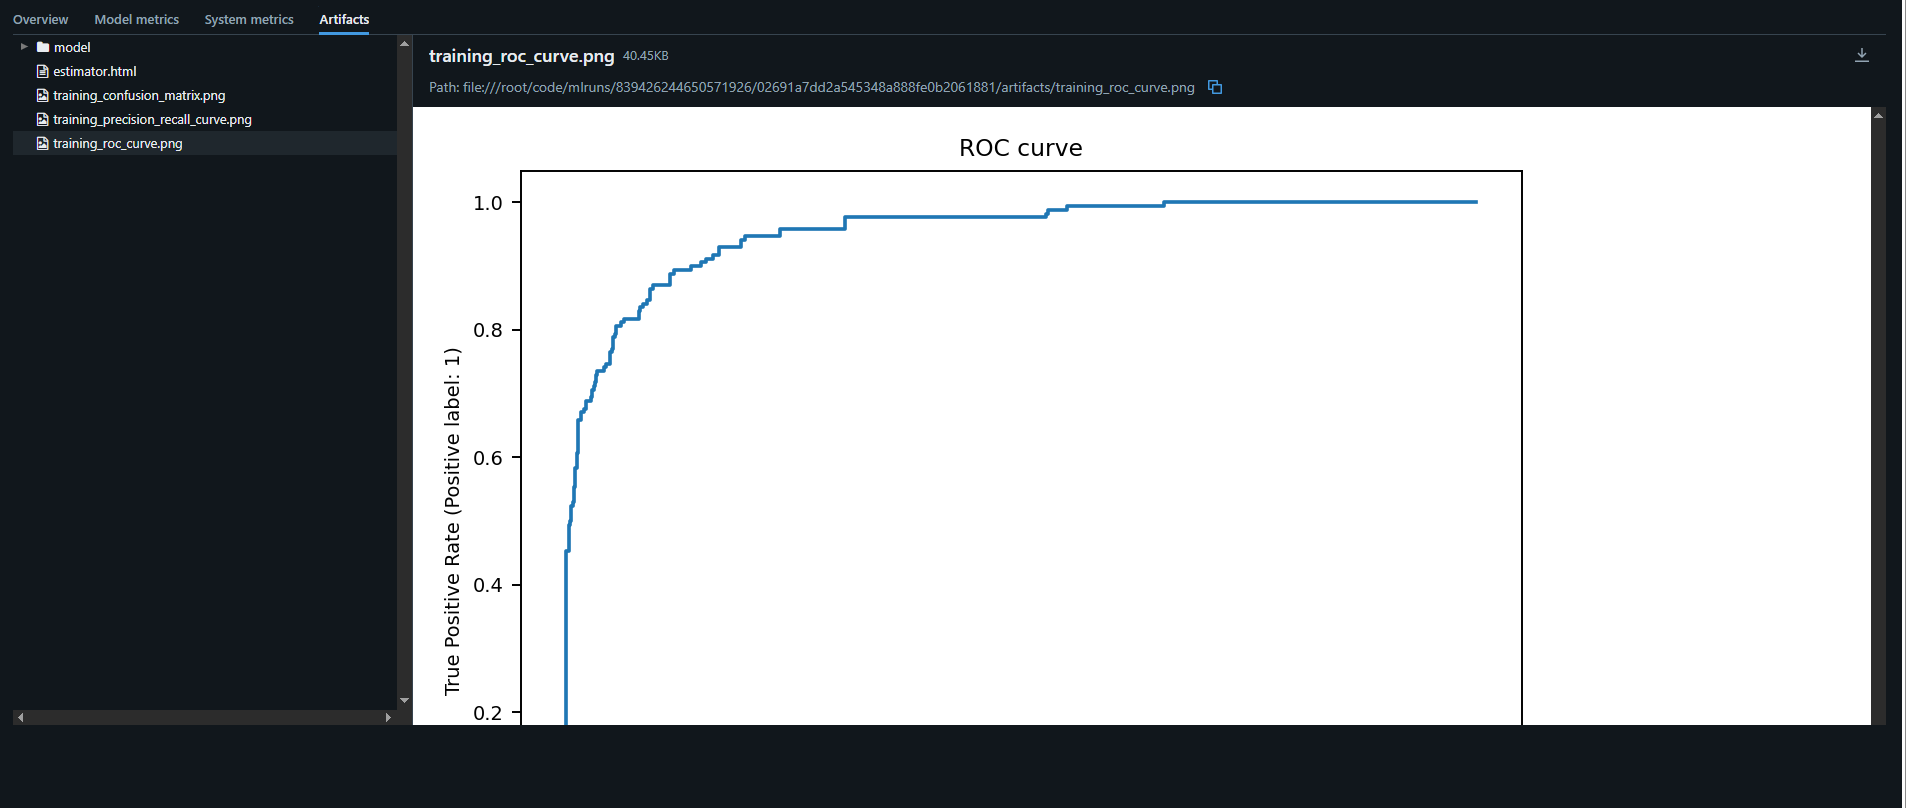 Overview Model metrics System metrics Artifacts
model
estimator.html
training_confusion_matrix.png
training_precision_recall_curve.png
training_roc_curve.png
training_roc_curve.png 40.45KB
Path: file:///root/code/mlruns/839426244650571926/02691a7dd2a545348a888fe0b2061881/artifacts/training_roc_curve.png
ROC curve
True Positive Rate (Positive label: 1)
1.0
0.8
0.6
0.4
0.2